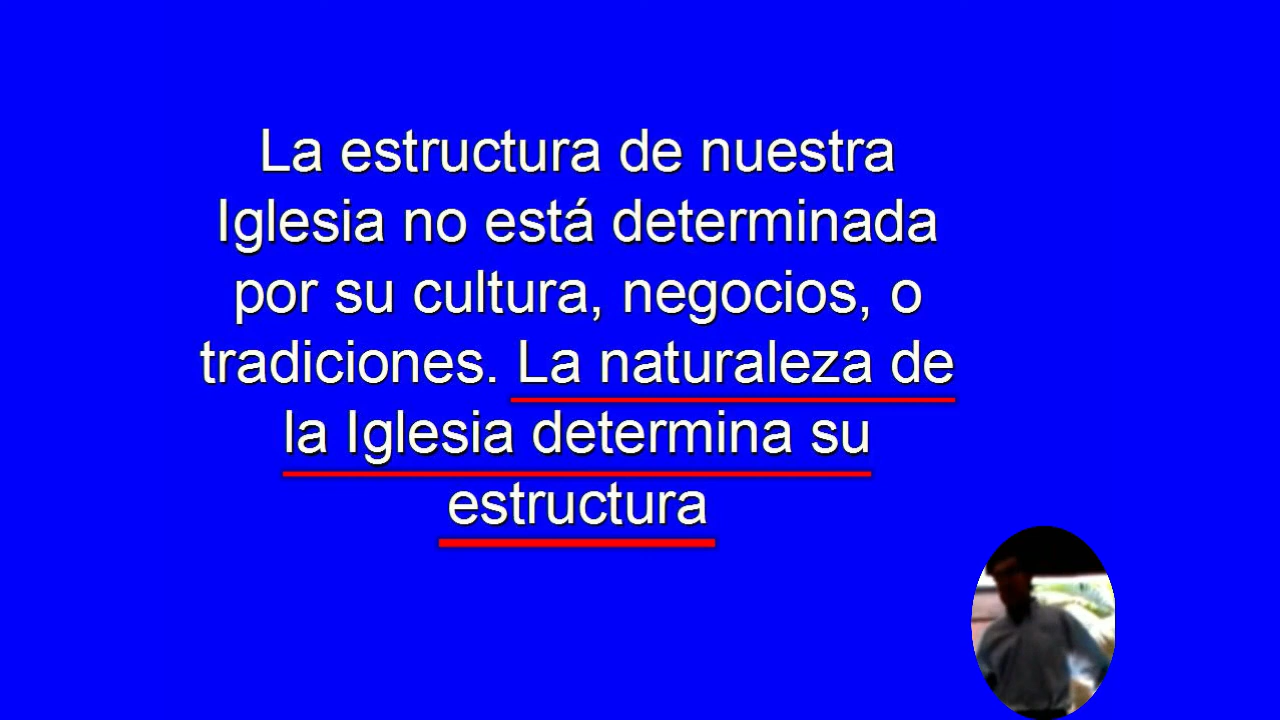 La estructura de nuestra
Iglesia no está determinada
por su cultura, negocios, o
tradiciones. La naturaleza de
la Iglesia determina su
estructura